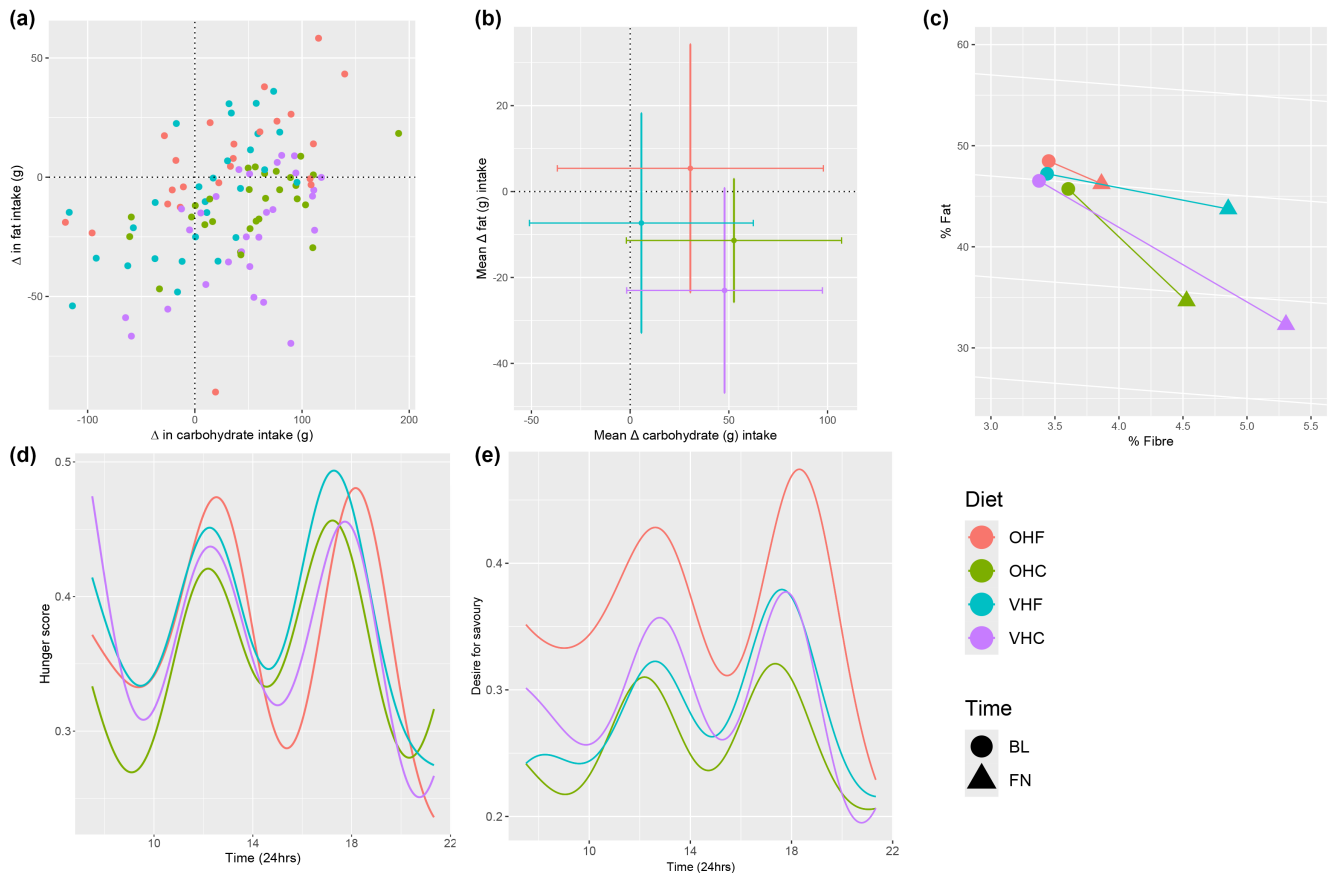 (a)
50
0
-50
-100
0
100
200
Δ in fat intake (g)
Δ in carbohydrate intake (g)
(b)
20
0
-20
-40
-50
0
50
100
Mean Δ fat (g) intake
Mean Δ carbohydrate (g) intake
(c)
60
50
40
30
3.0
3.5
4.0
4.5
5.0
5.5
% Fat
% Fibre
(d)
0.5
0.4
0.3
10
14
18
22
Hunger score
Time (24hrs)
(e)
0.4
0.3
0.2
10
14
18
22
Desire for savoury
Time (24hrs)
Diet
OHF
OHC
VHF
VHC
Time
BL
FN